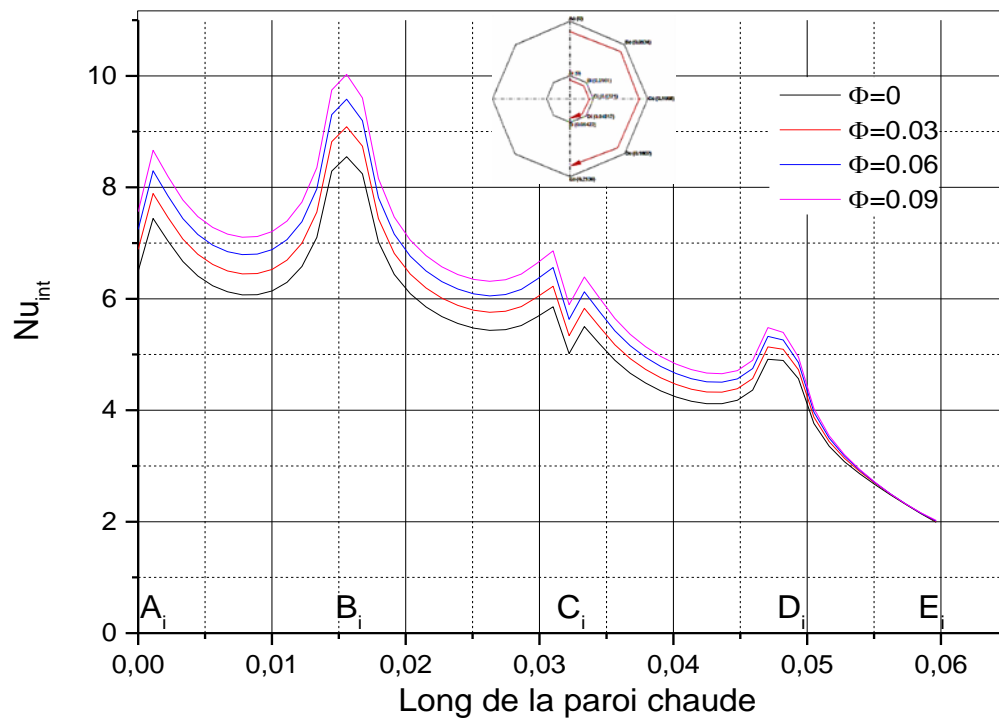 10
8
6
4
2
0
Nu_int
Φ=0
Φ=0.03
Φ=0.06
Φ=0.09
A_i
B_i
C_i
D_i
E_i
0,00
0,01
0,02
0,03
0,04
0,05
0,06
Long de la paroi chaude